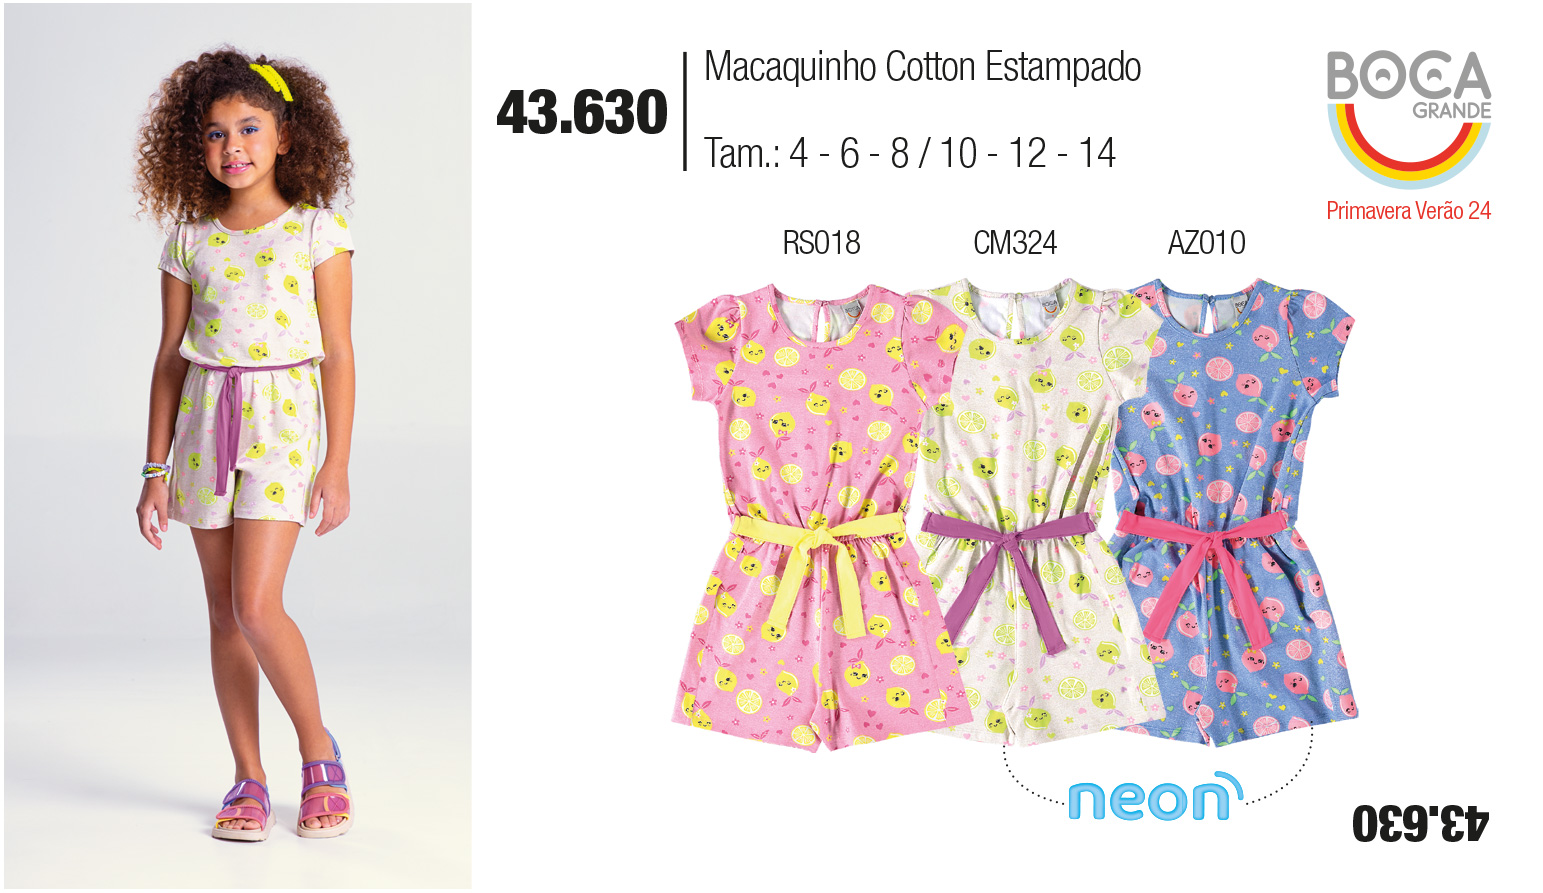 43.630
Macaquinho Cotton Estampado
Tam.: 4 - 6 - 8 / 10 - 12 - 14
BOCA
GRANDE
Primavera Verão 24
RS018
CM324
AZ010
BOCA
neon
43.630